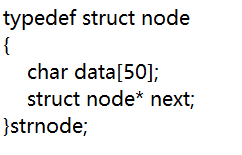 typedef struct node
{
    char data[50];
    struct node* next;
}strnode;